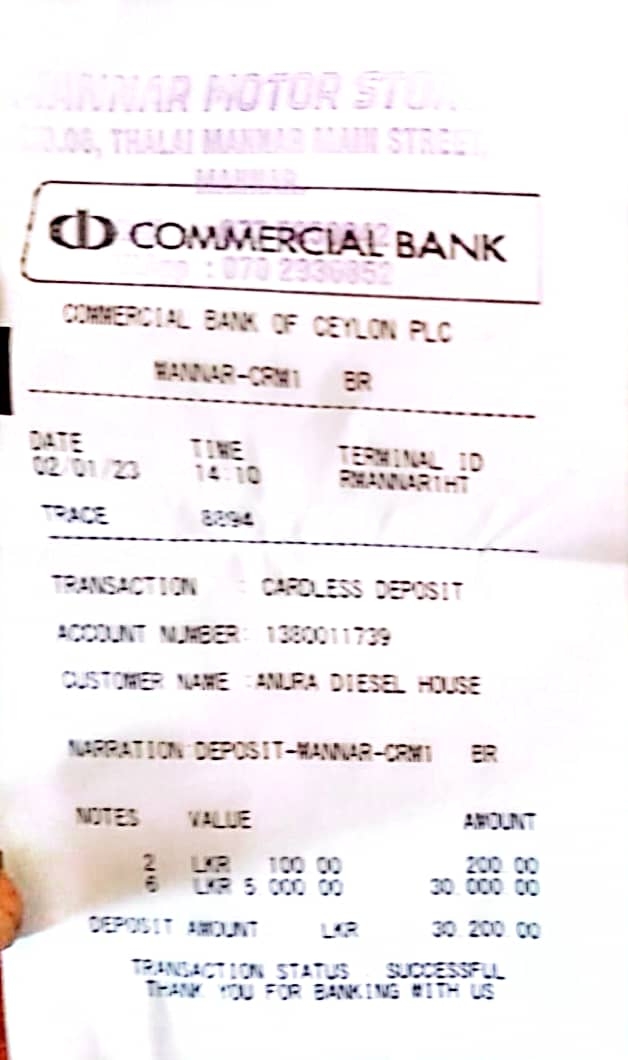 MANNAR MOTOR STO
NO.06, THALAI MANNAR MAIN STREET,
MANNAR.
COMMERCIAL BANK
: 070 2936852
COMMERCIAL BANK OF CEYLON PLC
MANNAR-CRM1 BR
DATE TIME TERMINAL ID
02/01/23 14:10 RMANNAR1HT
TRACE 8894
TRANSACTION : CARDLESS DEPOSIT
ACCOUNT NUMBER: 1380011739
CUSTOMER NAME :ANURA DIESEL HOUSE
NARRATION:DEPOSIT-MANNAR-CRM1 BR
NOTES VALUE AMOUNT
2 LKR 100.00 200.00
6 LKR 5,000.00 30,000.00
DEPOSIT AMOUNT LKR 30,200.00
TRANSACTION STATUS : SUCCESSFUL
THANK YOU FOR BANKING WITH US